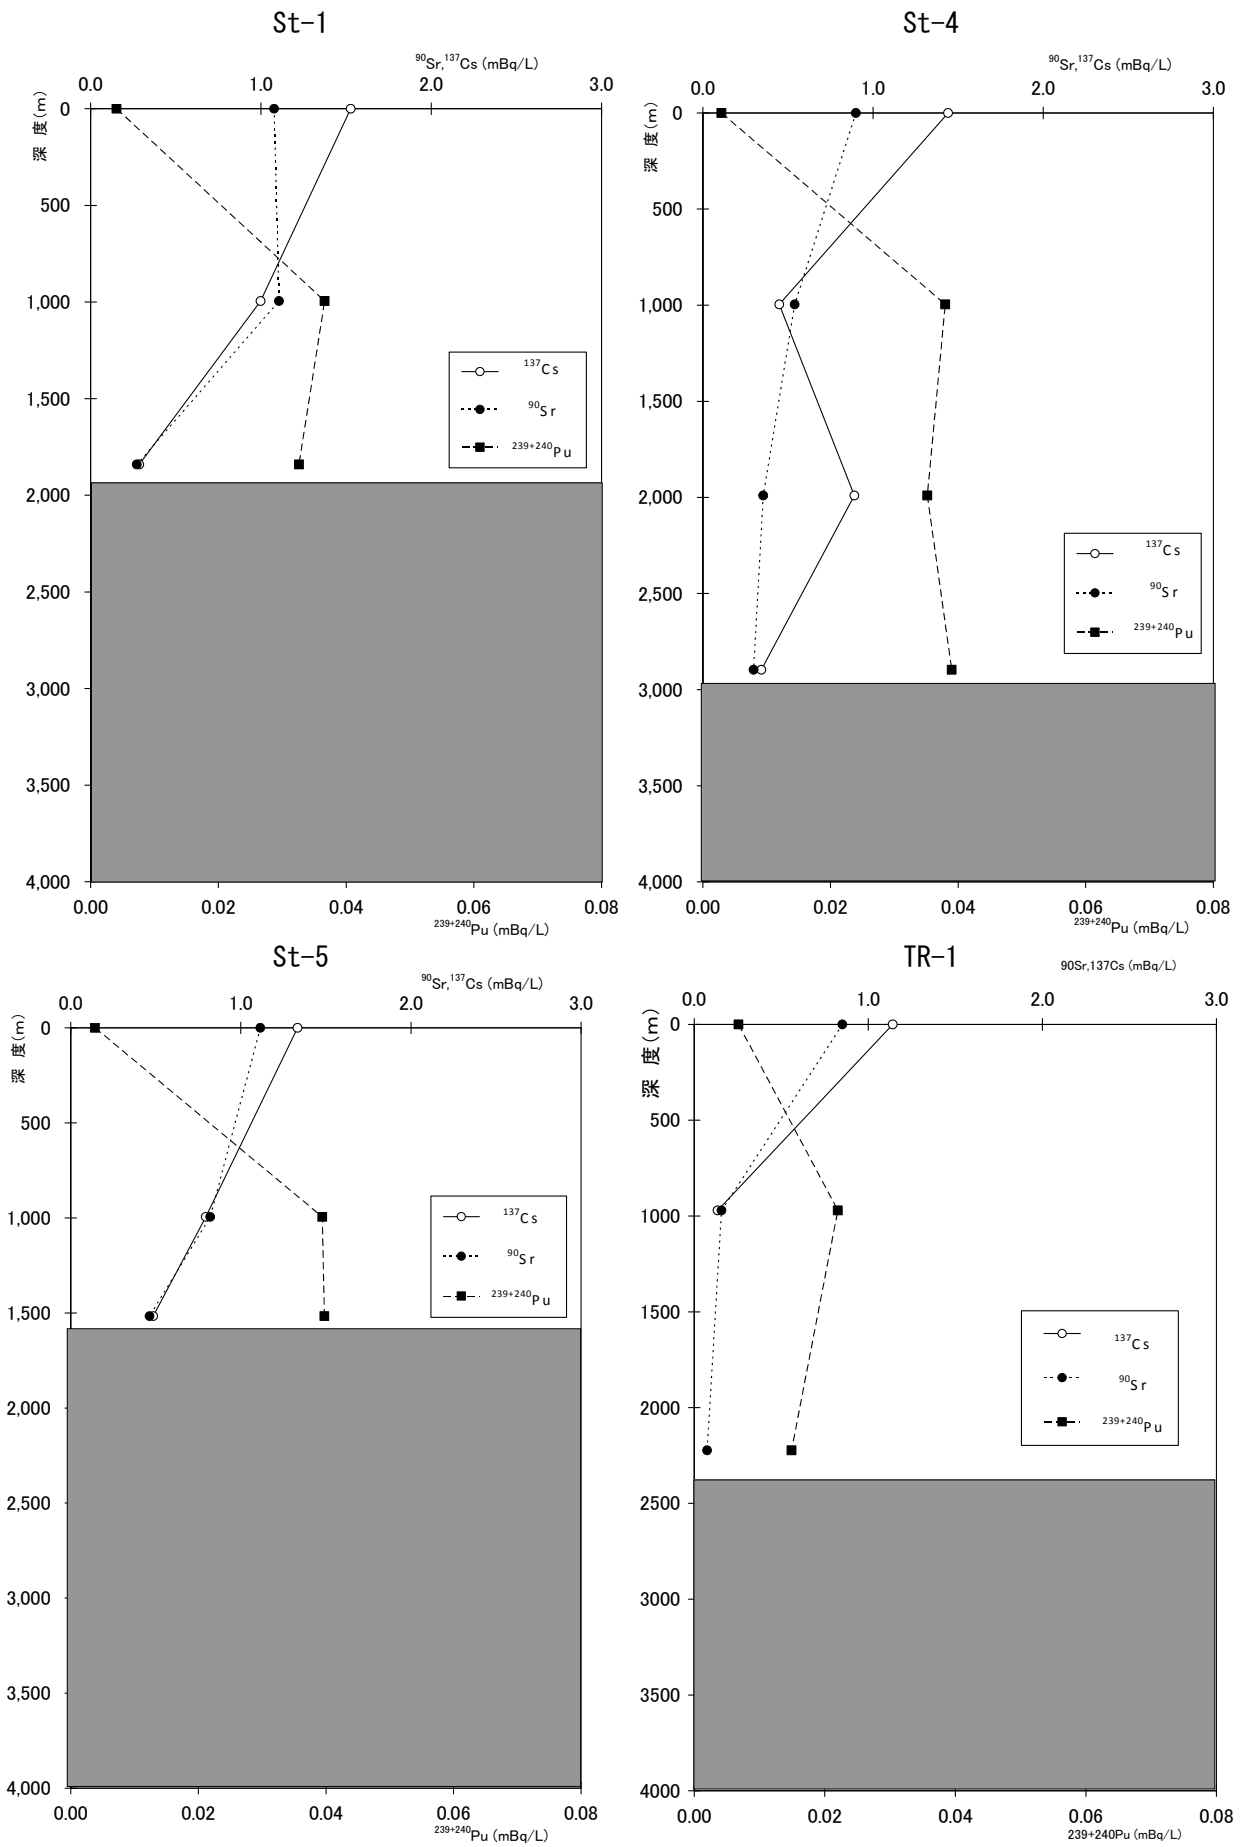 St-1
⁹⁰Sr,¹³⁷Cs (mBq/L)
0.0 1.0 2.0 3.0
深 度(m)
0
500
1,000
1,500
2,000
2,500
3,000
3,500
4,000
¹³⁷Cs
⁹⁰Sr
²³⁹⁺²⁴⁰Pu
0.00 0.02 0.04 0.06 0.08
²³⁹⁺²⁴⁰Pu (mBq/L)
St-4
⁹⁰Sr,¹³⁷Cs (mBq/L)
0.0 1.0 2.0 3.0
深 度(m)
0
500
1,000
1,500
2,000
2,500
3,000
3,500
4,000
¹³⁷Cs
⁹⁰Sr
²³⁹⁺²⁴⁰Pu
0.00 0.02 0.04 0.06 0.08
²³⁹⁺²⁴⁰Pu (mBq/L)
St-5
⁹⁰Sr,¹³⁷Cs (mBq/L)
0.0 1.0 2.0 3.0
深 度(m)
0
500
1,000
1,500
2,000
2,500
3,000
3,500
4,000
¹³⁷Cs
⁹⁰Sr
²³⁹⁺²⁴⁰Pu
0.00 0.02 0.04 0.06 0.08
²³⁹⁺²⁴⁰Pu (mBq/L)
TR-1
90Sr,137Cs (mBq/L)
0.0 1.0 2.0 3.0
深 度(m)
0
500
1000
1500
2000
2500
3000
3500
4000
¹³⁷Cs
⁹⁰Sr
²³⁹⁺²⁴⁰Pu
0.00 0.02 0.04 0.06 0.08
239+240Pu (mBq/L)